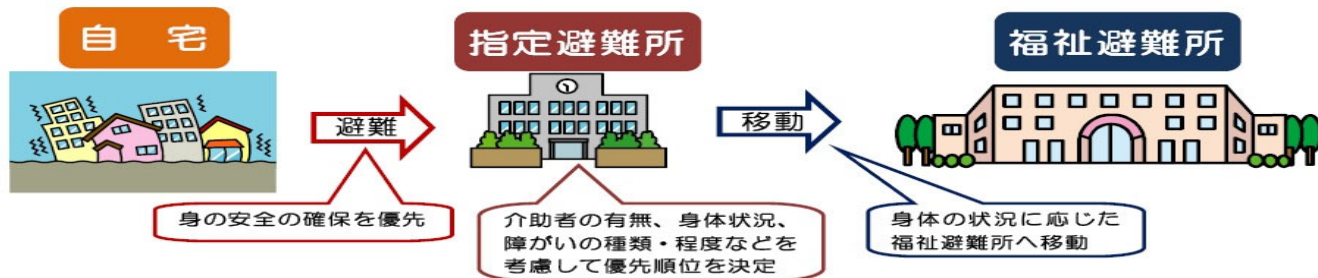 自宅
指定避難所
福祉避難所
避難
移動
身の安全の確保を優先
介助者の有無、身体状況、
障がいの種類・程度などを
考慮して優先順位を決定
身体の状況に応じた
福祉避難所へ移動